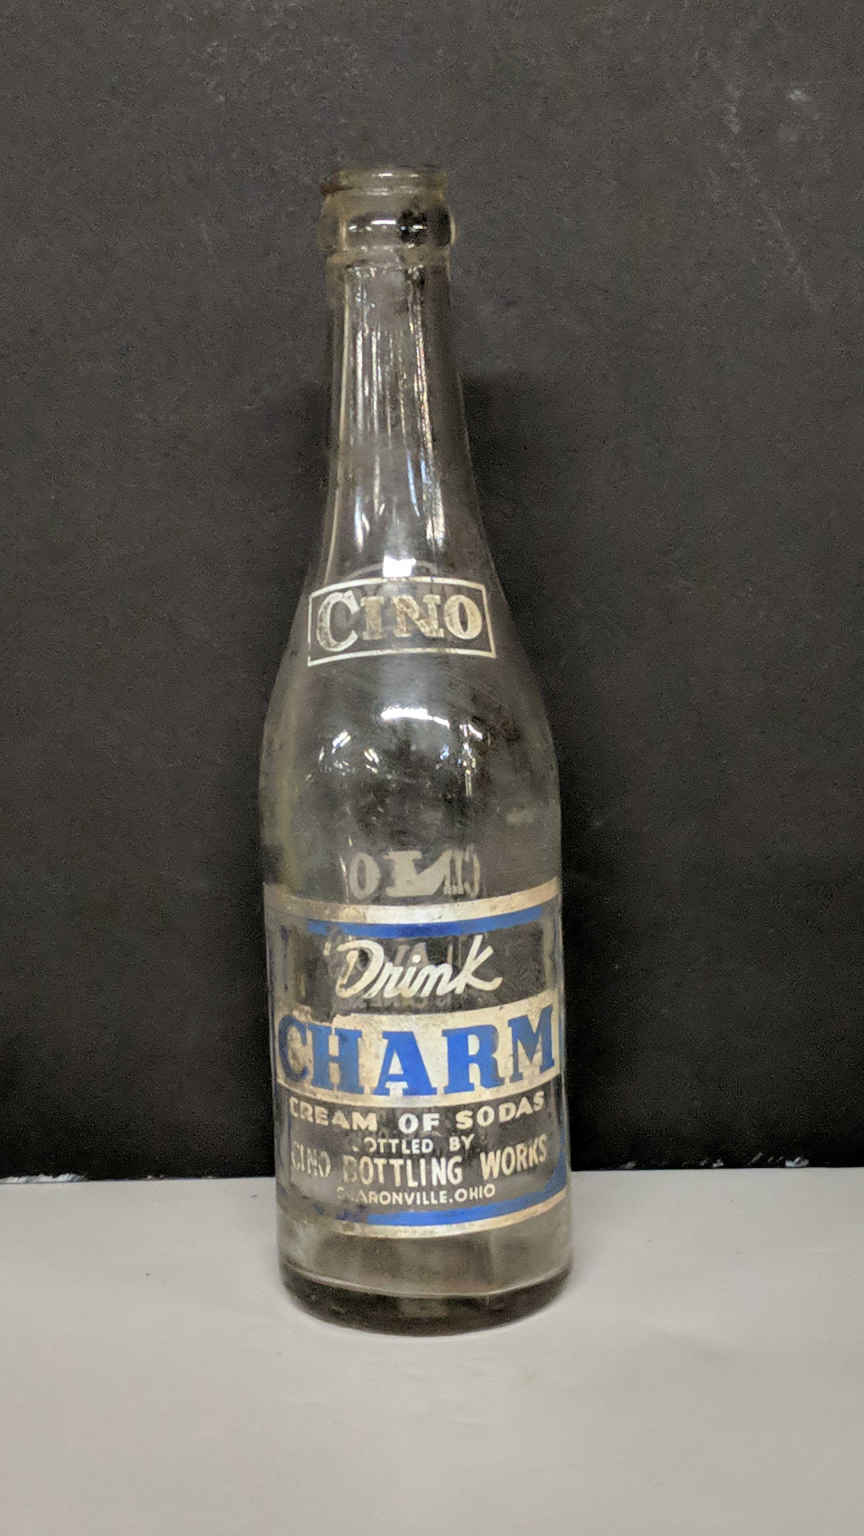 CINO
Drink
CHARM
CREAM OF SODAS
BOTTLED BY
CINO BOTTLING WORKS
SHARONVILLE, OHIO